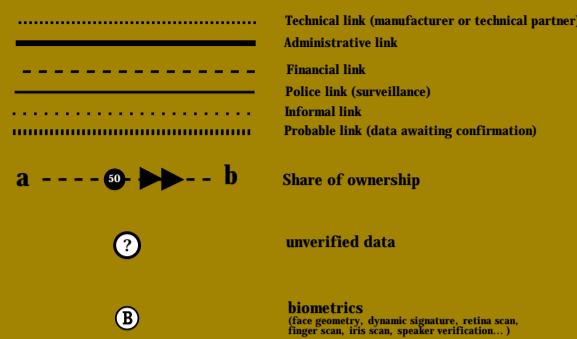 Technical link (manufacturer or technical partner)
Administrative link
Financial link
Police link (surveillance)
Informal link
Probable link (data awaiting confirmation)
a 50 b Share of ownership
? unverified data
B biometrics
(face geometry, dynamic signature, retina scan,
finger scan, iris scan, speaker verification... )